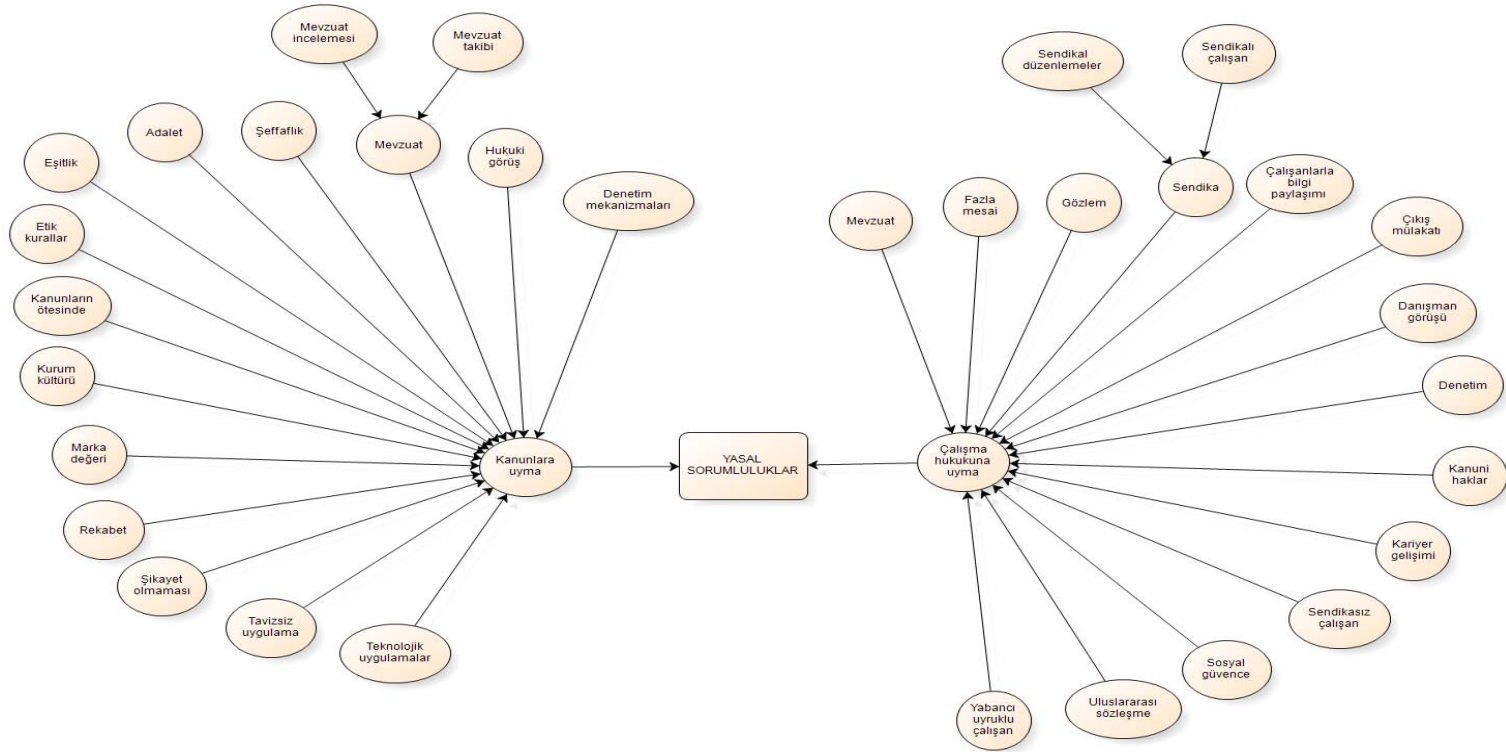 Mevzuat
incelemesi
Mevzuat
takibi
Sendikal
düzenlemeler
Sendikalı
çalışan
Adalet
Şeffaflık
Mevzuat
Hukuki
görüş
Eşitlik
Denetim
mekanizmaları
Mevzuat
Fazla
mesai
Gözlem
Sendika
Çalışanlarla
bilgi
paylaşımı
Etik
kurallar
Çıkış
mülakatı
Kanunların
ötesinde
Danışman
görüşü
Kurum
kültürü
Denetim
Marka
değeri
Kanunlara
uyma
YASAL
SORUMLULUKLAR
Çalışma
hukukuna
uyma
Kanuni
haklar
Rekabet
Kariyer
gelişimi
Şikayet
olmaması
Sendikasız
çalışan
Tavizsiz
uygulama
Teknolojik
uygulamalar
Sosyal
güvence
Yabancı
uyruklu
çalışan
Uluslararası
sözleşme